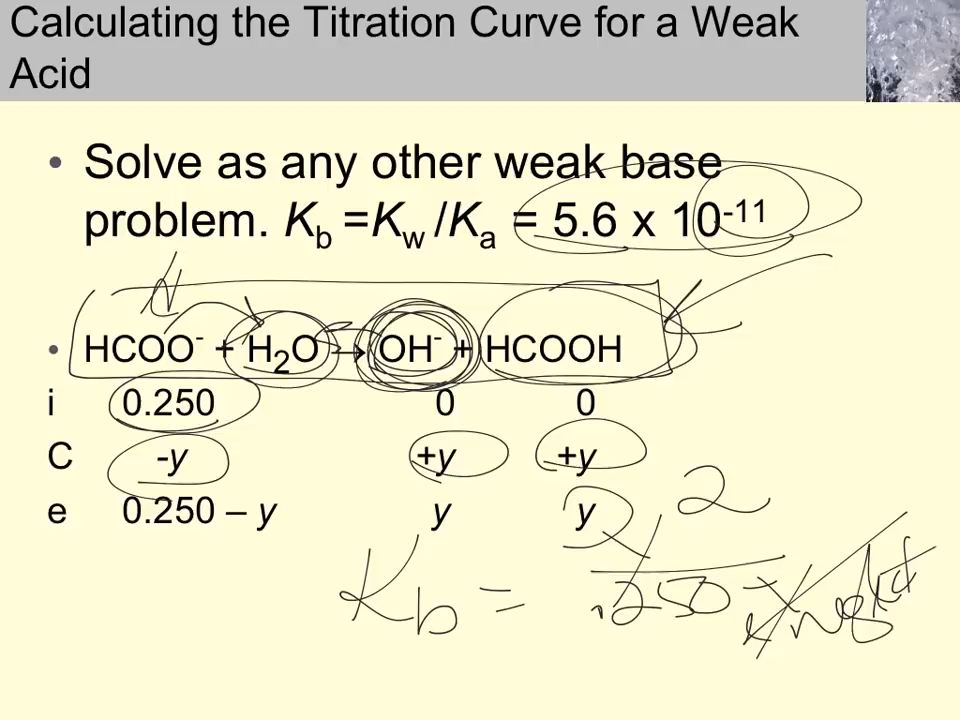 Calculating the Titration Curve for a Weak
Acid
• Solve as any other weak base
problem. Kb =Kw /Ka = 5.6 x 10-11
• HCOO- + H2O → OH- + HCOOH
i 0.250 0 0
C -y +y +y
e 0.250 – y y y
2
Kb = .250